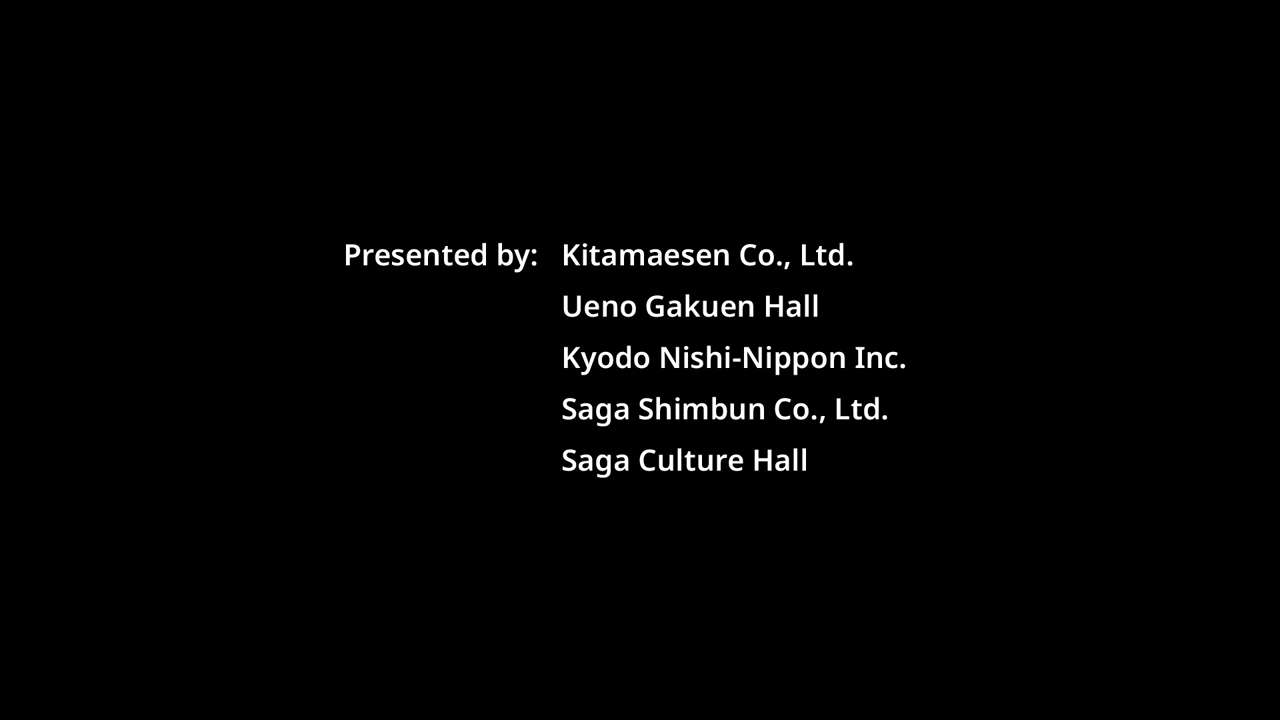 Presented by: Kitamaesen Co., Ltd.
Ueno Gakuen Hall
Kyodo Nishi-Nippon Inc.
Saga Shimbun Co., Ltd.
Saga Culture Hall